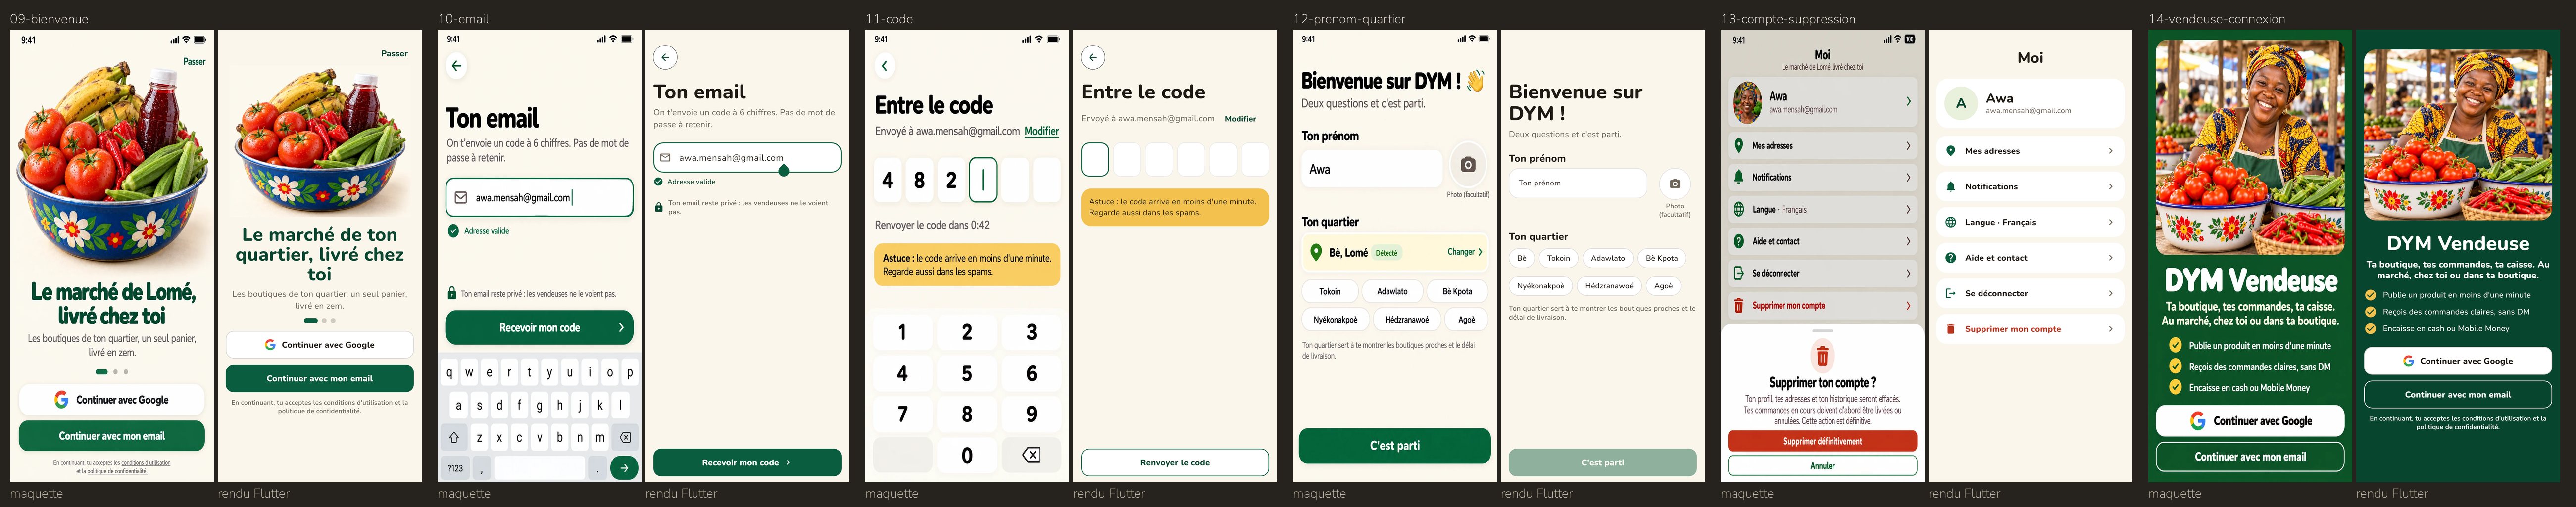 09-bienvenue
9:41
Passer
Le marché de Lomé,
livré chez toi
Les boutiques de ton quartier, un seul panier,
livré en zem.
Continuer avec Google
Continuer avec mon email
En continuant, tu acceptes les conditions d'utilisation
et la politique de confidentialité.
maquette
Passer
Le marché de ton
quartier, livré chez
toi
Les boutiques de ton quartier, un seul panier,
livré en zem.
Continuer avec Google
Continuer avec mon email
En continuant, tu acceptes les conditions d'utilisation et la
politique de confidentialité.
rendu Flutter
10-email
9:41
Ton email
On t'envoie un code à 6 chiffres. Pas de mot de
passe à retenir.
awa.mensah@gmail.com
Adresse valide
Ton email reste privé : les vendeuses ne le voient pas.
Recevoir mon code
q w e r t y u i o p
a s d f g h j k l
z x c v b n m
?123 , .
maquette
Ton email
On t'envoie un code à 6 chiffres. Pas de mot de
passe à retenir.
awa.mensah@gmail.com
Adresse valide
Ton email reste privé : les vendeuses ne le voient
pas.
Recevoir mon code
rendu Flutter
11-code
9:41
Entre le code
Envoyé à awa.mensah@gmail.com Modifier
4 8 2
Renvoyer le code dans 0:42
Astuce : le code arrive en moins d'une minute.
Regarde aussi dans les spams.
1 2 3
4 5 6
7 8 9
0
maquette
Entre le code
Envoyé à awa.mensah@gmail.com Modifier
Astuce : le code arrive en moins d'une minute.
Regarde aussi dans les spams.
Renvoyer le code
rendu Flutter
12-prenom-quartier
9:41
Bienvenue sur DYM ! 👋
Deux questions et c'est parti.
Ton prénom
Awa
Photo (facultatif)
Ton quartier
Bè, Lomé Détecté Changer
Tokoin Adawlato Bè Kpota
Nyékonakpoè Hédzranawoé Agoè
Ton quartier sert à te montrer les boutiques proches et le délai
de livraison.
C'est parti
maquette
Bienvenue sur
DYM !
Deux questions et c'est parti.
Ton prénom
Ton prénom
Photo
(facultatif)
Ton quartier
Bè Tokoin Adawlato Bè Kpota
Nyékonakpoè Hédzranawoé Agoè
Ton quartier sert à te montrer les boutiques proches et le
délai de livraison.
C'est parti
rendu Flutter
13-compte-suppression
9:41 100
Moi
Le marché de Lomé, livré chez toi
Awa
awa.mensah@gmail.com
Mes adresses
Notifications
Langue · Français
Aide et contact
Se déconnecter
Supprimer mon compte
Supprimer ton compte ?
Ton profil, tes adresses et ton historique seront effacés.
Tes commandes en cours doivent d'abord être livrées ou
annulées. Cette action est définitive.
Supprimer définitivement
Annuler
maquette
Moi
A
Awa
awa.mensah@gmail.com
Mes adresses
Notifications
Langue · Français
Aide et contact
Se déconnecter
Supprimer mon compte
rendu Flutter
14-vendeuse-connexion
DYM Vendeuse
Ta boutique, tes commandes, ta caisse.
Au marché, chez toi ou dans ta boutique.
Publie un produit en moins d'une minute
Reçois des commandes claires, sans DM
Encaisse en cash ou Mobile Money
Continuer avec Google
Continuer avec mon email
maquette
DYM Vendeuse
Ta boutique, tes commandes, ta caisse. Au
marché, chez toi ou dans ta boutique.
Publie un produit en moins d'une minute
Reçois des commandes claires, sans DM
Encaisse en cash ou Mobile Money
Continuer avec Google
Continuer avec mon email
En continuant, tu acceptes les conditions d'utilisation et la
politique de confidentialité.
rendu Flutter